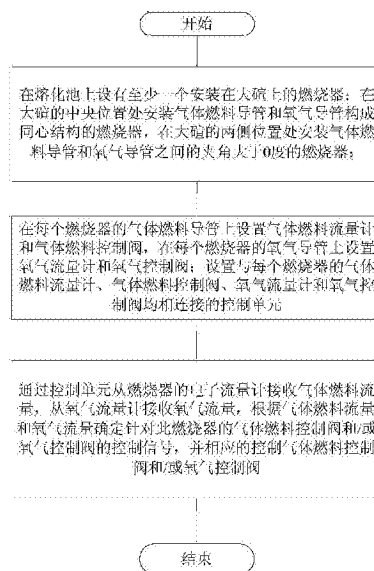 开始
在熔化池上设有至少一个安装在大碹上的燃烧器；在
大碹的中央位置处安装气体燃料导管和氧气导管构成
同心结构的燃烧器，在大碹的两侧位置处安装气体燃
料导管和氧气导管之间的夹角大于0度的燃烧器；
在每个燃烧器的气体燃料导管上设置气体燃料流量计
和气体燃料控制阀，在每个燃烧器的氧气导管上设置
氧气流量计和氧气控制阀；设置与每个燃烧器的气体
燃料流量计、气体燃料控制阀、氧气流量计和氧气控
制阀均相连接的控制单元
通过控制单元从燃烧器的电子流量计接收气体燃料流
量，从氧气流量计接收氧气流量，根据气体燃料流量
和氧气流量确定针对此燃烧器的气体燃料控制阀和/或
氧气控制阀的控制信号，并相应的控制气体燃料控制
阀和/或氧气控制阀
结束